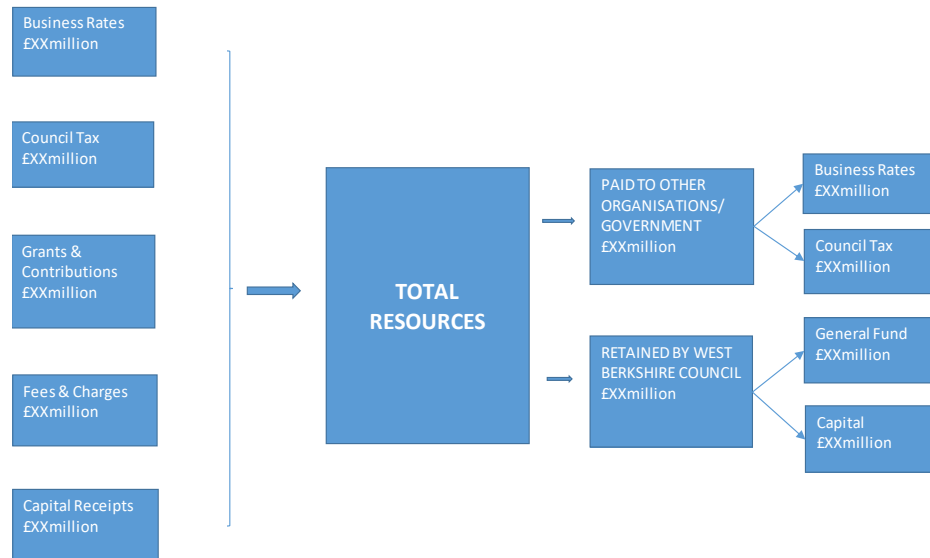 Business Rates
£XXmillion
Council Tax
£XXmillion
Grants &
Contributions
£XXmillion
Fees & Charges
£XXmillion
Capital Receipts
£XXmillion
TOTAL
RESOURCES
PAID TO OTHER
ORGANISATIONS/
GOVERNMENT
£XXmillion
RETAINED BY WEST
BERKSHIRE COUNCIL
£XXmillion
Business Rates
£XXmillion
Council Tax
£XXmillion
General Fund
£XXmillion
Capital
£XXmillion